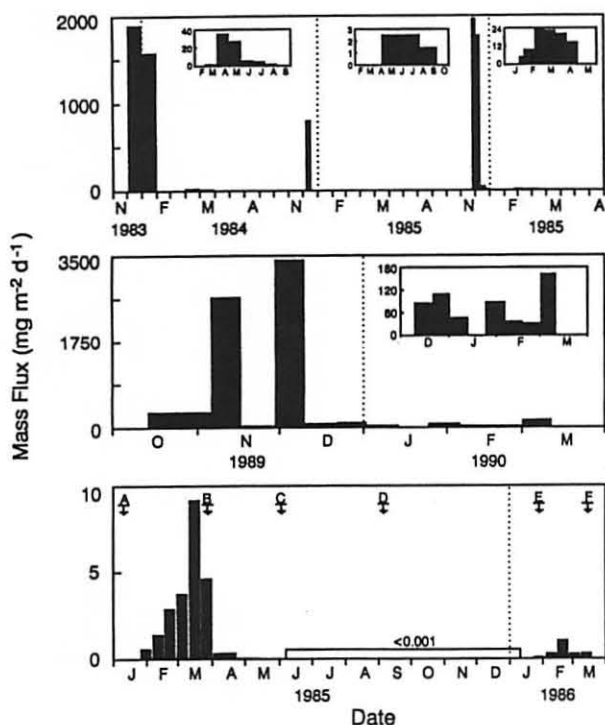 2000
1000
0
40
20
0
F M A M J J A S
3
2
1
0
F M A M J J A S O
24
12
0
J F M A M
N F M A N F M A N F M A
1983 1984 1985 1985
Mass Flux (mg m⁻² d⁻¹)
3500
1750
0
180
120
60
0
D J F M
O N D J F M
1989 1990
10
5
0
A B C D E F
<0.001
J F M A M J J A S O N D J F M
1985 1986
Date